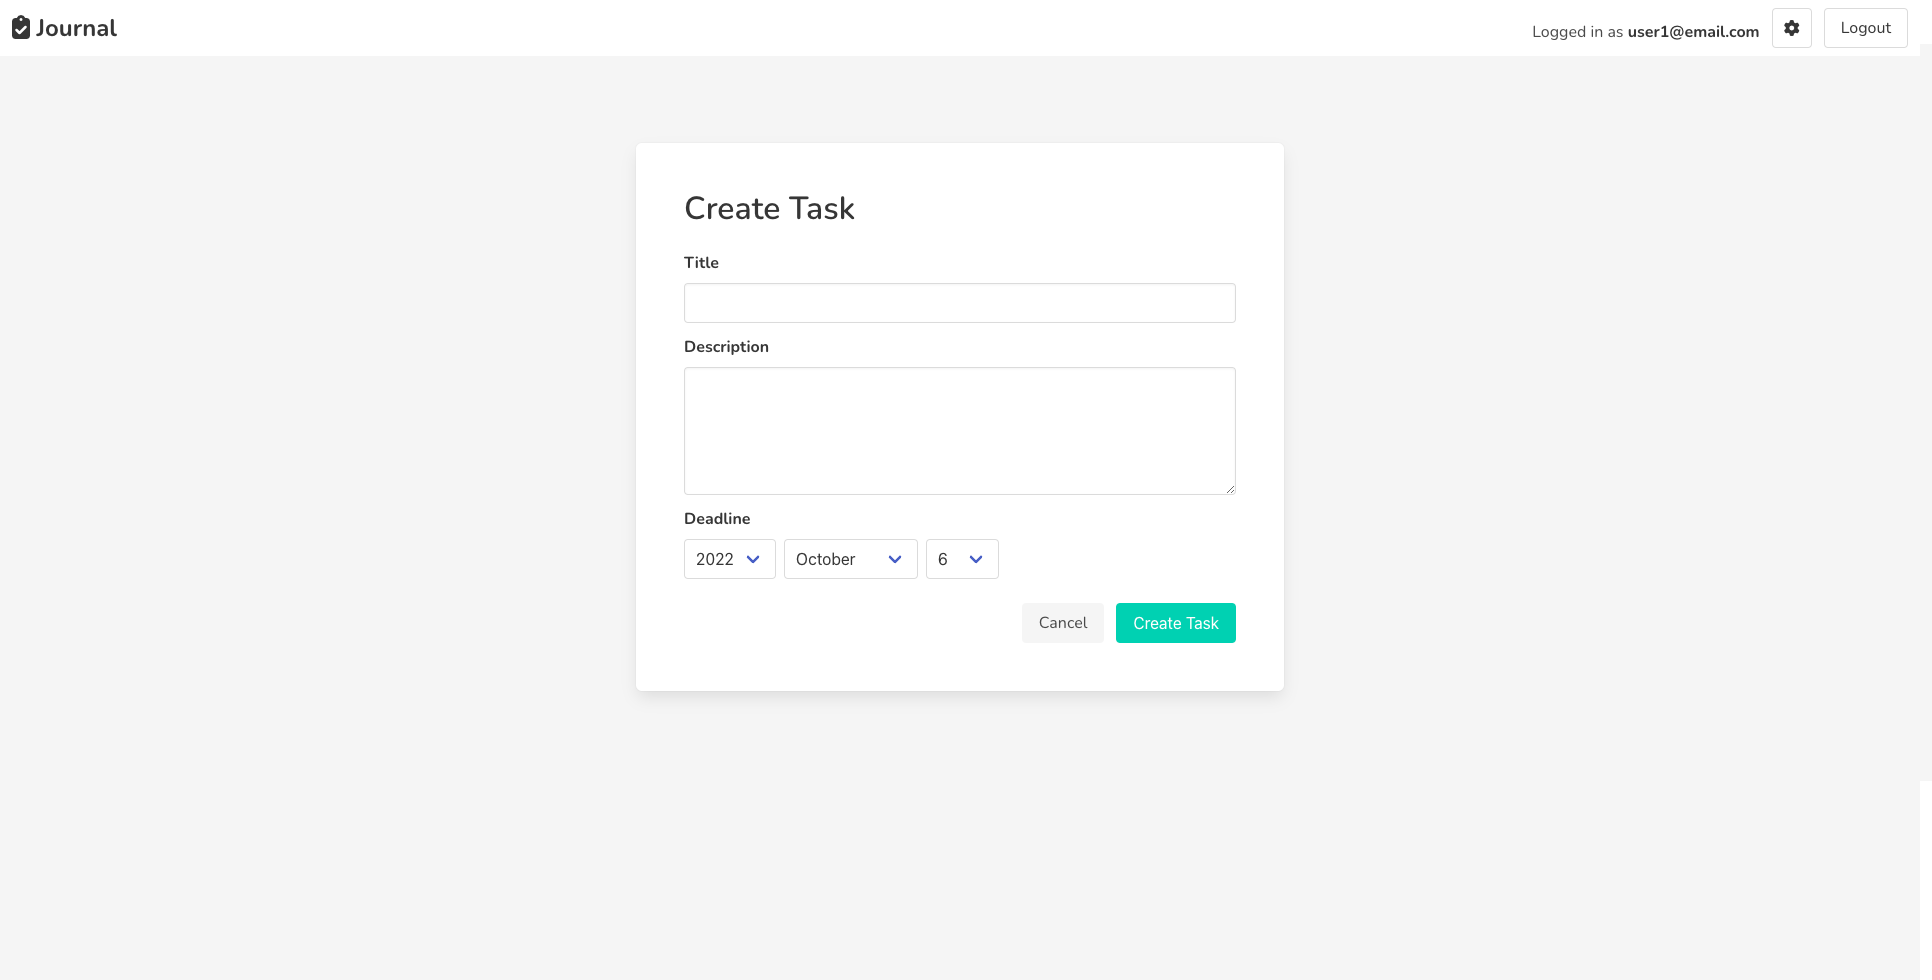 Journal
Logged in as user1@email.com
Logout
Create Task
Title
Description
Deadline
2022
October
6
Cancel
Create Task